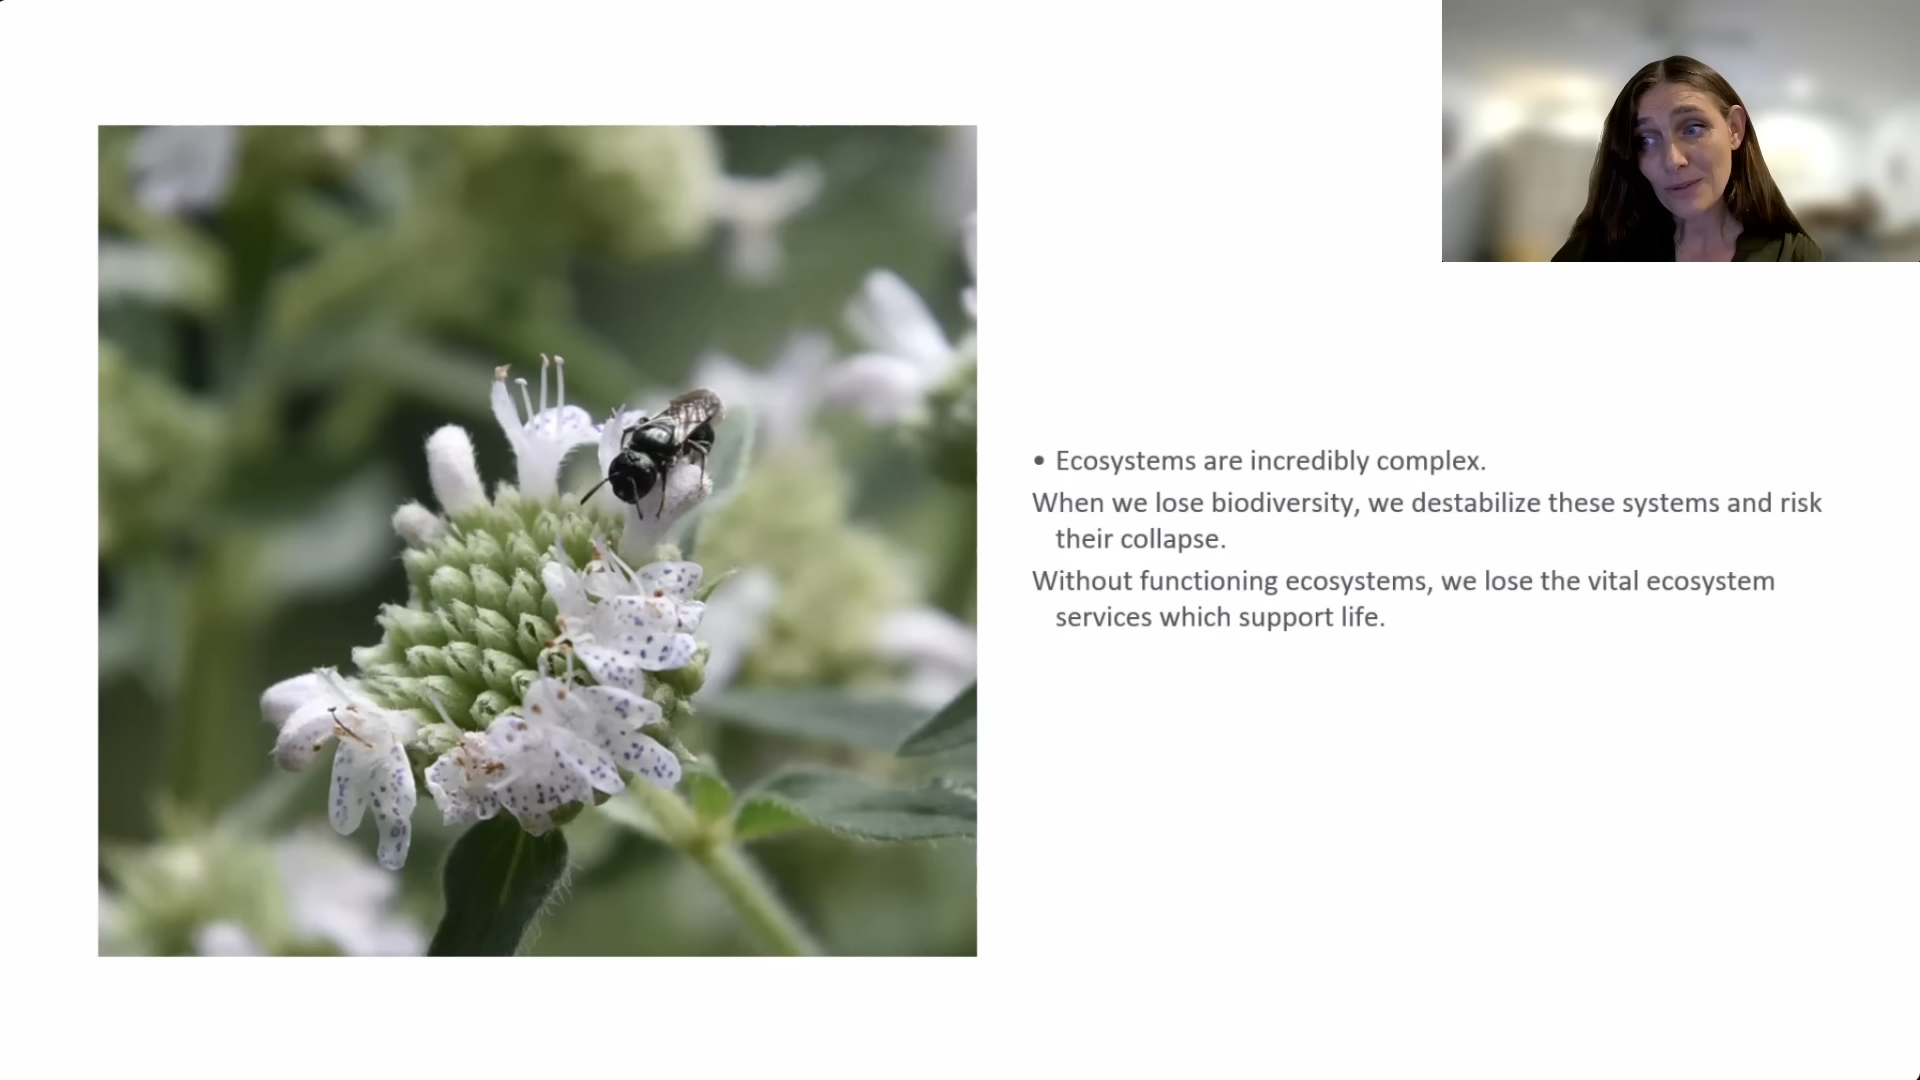 • Ecosystems are incredibly complex.
When we lose biodiversity, we destabilize these systems and risk
their collapse.
Without functioning ecosystems, we lose the vital ecosystem
services which support life.